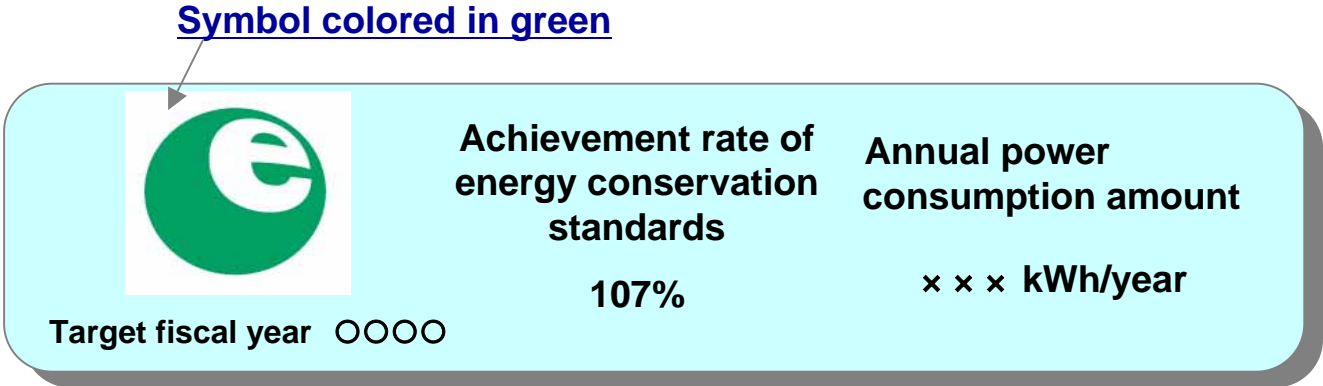 Symbol colored in green
e
Achievement rate of
energy conservation
standards
107%
Annual power
consumption amount
××× kWh/year
Target fiscal year ○○○○